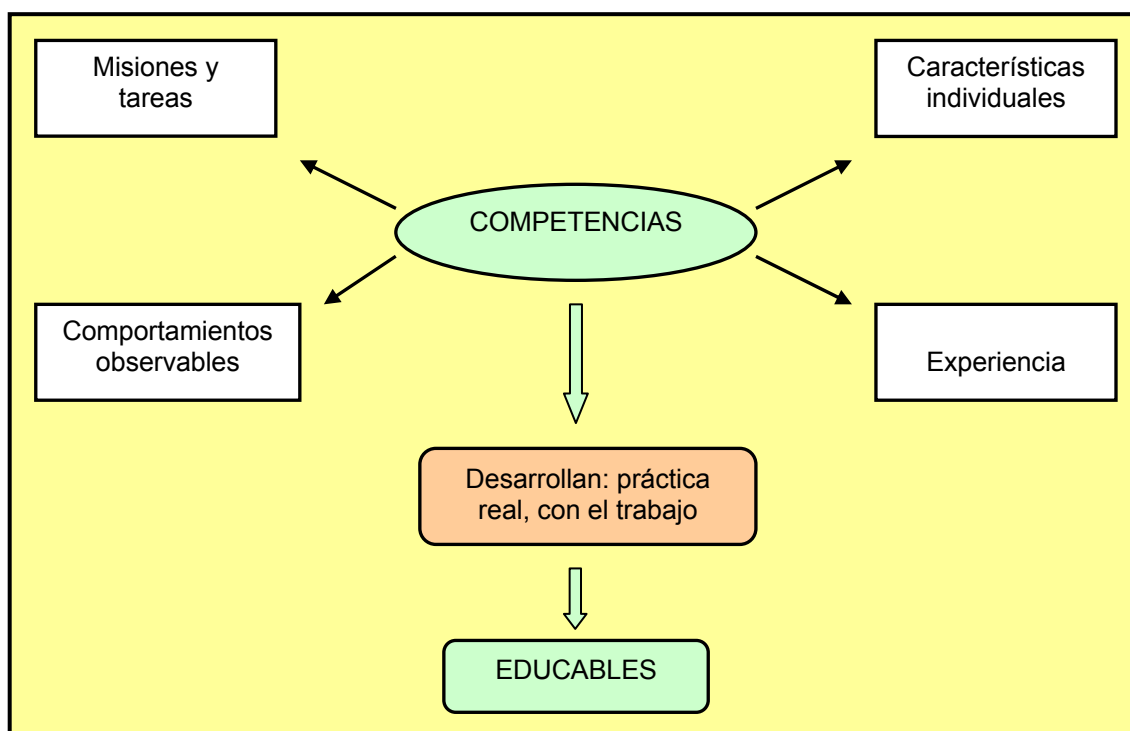 Misiones y
tareas
Características
individuales
COMPETENCIAS
Comportamientos
observables
Experiencia
Desarrollan: práctica
real, con el trabajo
EDUCABLES